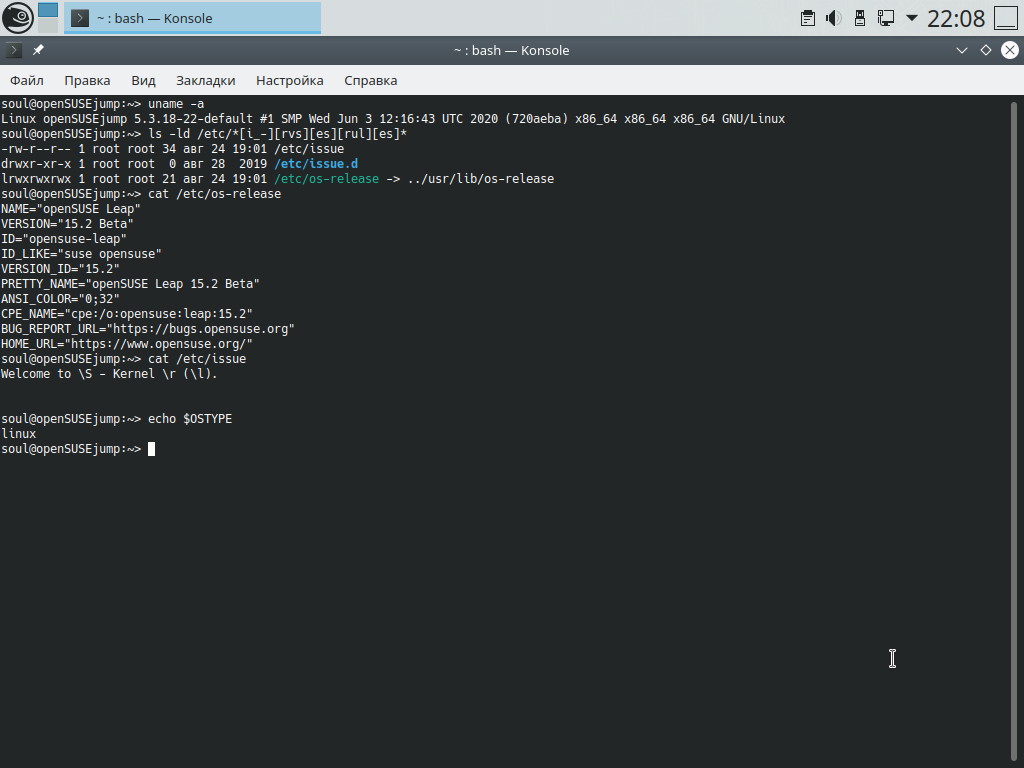 ~ : bash — Konsole
22:08
~ : bash — Konsole
Файл Правка Вид Закладки Настройка Справка
soul@openSUSEjump:~> uname -a
Linux openSUSEjump 5.3.18-22-default #1 SMP Wed Jun 3 12:16:43 UTC 2020 (720aeba) x86_64 x86_64 x86_64 GNU/Linux
soul@openSUSEjump:~> ls -ld /etc/*[i_-][rvs][es][rul][es]*
-rw-r--r-- 1 root root 34 авг 24 19:01 /etc/issue
drwxr-xr-x 1 root root  0 авг 28  2019 /etc/issue.d
lrwxrwxrwx 1 root root 21 авг 24 19:01 /etc/os-release -> ../usr/lib/os-release
soul@openSUSEjump:~> cat /etc/os-release
NAME="openSUSE Leap"
VERSION="15.2 Beta"
ID="opensuse-leap"
ID_LIKE="suse opensuse"
VERSION_ID="15.2"
PRETTY_NAME="openSUSE Leap 15.2 Beta"
ANSI_COLOR="0;32"
CPE_NAME="cpe:/o:opensuse:leap:15.2"
BUG_REPORT_URL="https://bugs.opensuse.org"
HOME_URL="https://www.opensuse.org/"
soul@openSUSEjump:~> cat /etc/issue
Welcome to \S - Kernel \r (\l).
soul@openSUSEjump:~> echo $OSTYPE
linux
soul@openSUSEjump:~>